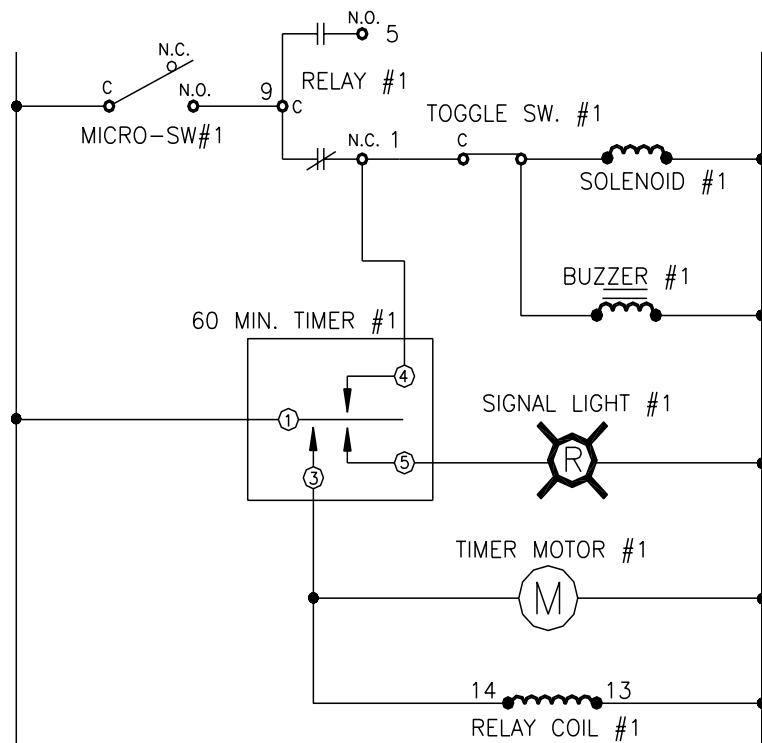 N.O.
5
N.C.
C
N.O.
9
C
RELAY #1
MICRO-SW#1
N.C. 1
TOGGLE SW. #1
C
SOLENOID #1
BUZZER #1
60 MIN. TIMER #1
4
1
SIGNAL LIGHT #1
5
R
3
TIMER MOTOR #1
M
14
13
RELAY COIL #1